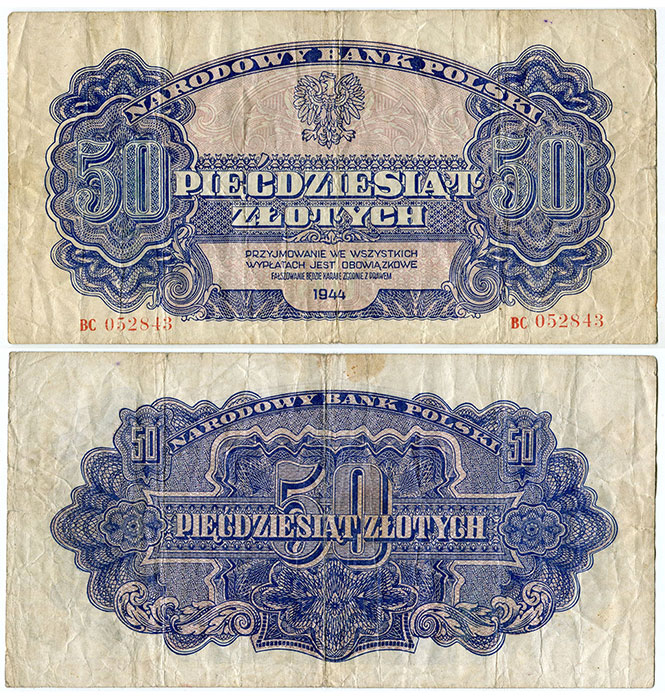 NARODOWY BANK POLSKI
50 50
PIĘĆDZIESIĄT
ZŁOTYCH
PRZYJMOWANIE WE WSZYSTKICH
WYPŁATACH JEST OBOWIĄZKOWE
FAŁSZOWANIE BĘDZIE KARANE ZGODNIE Z PRAWEM
1944
BC 052843 BC 052843
NARODOWY BANK POLSKI
50 50
50
PIĘĆDZIESIĄT ZŁOTYCH